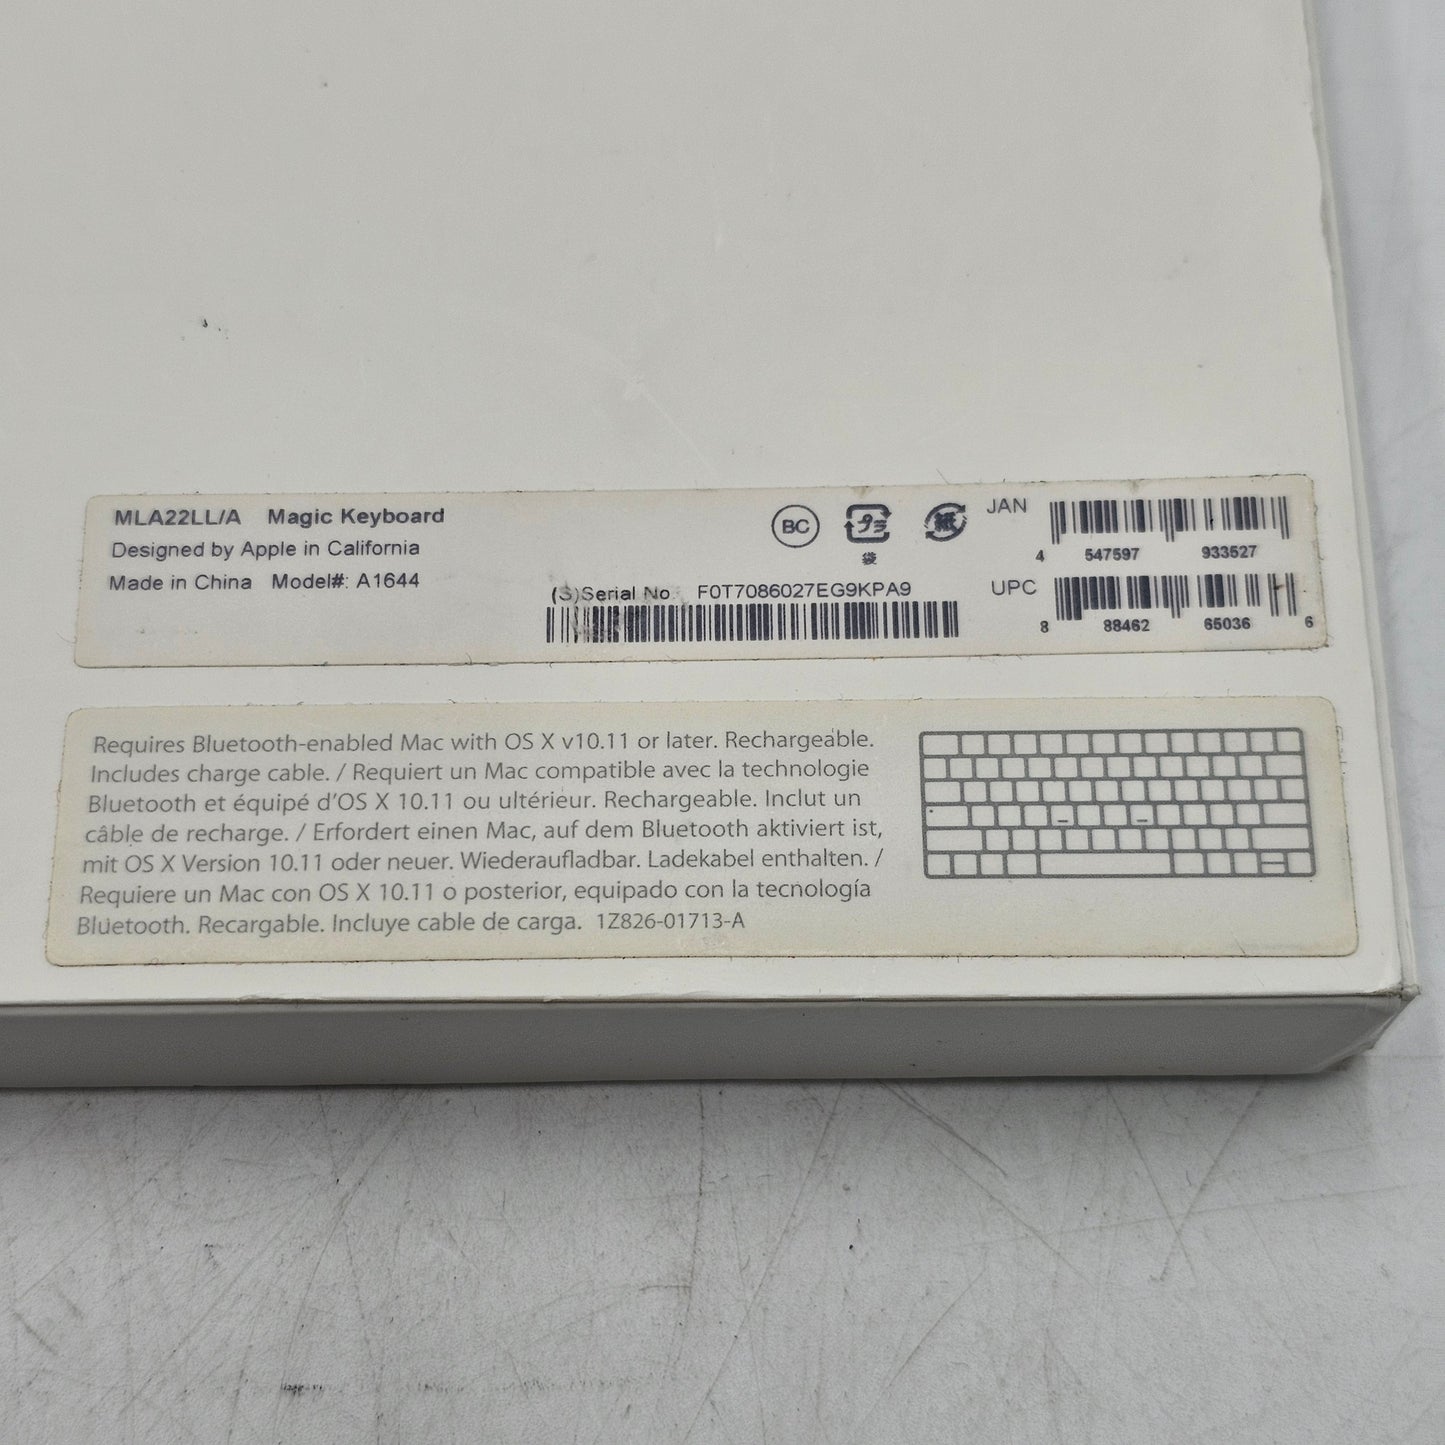 MLA22LL/A Magic Keyboard
Designed by Apple in California
Made in China Model#: A1644
(S)Serial No. F0T7086027EG9KPA9
BC
プラ
袋
紙
JAN
4 547597 933527
UPC
8 88462 65036 6
Requires Bluetooth-enabled Mac with OS X v10.11 or later. Rechargeable.
Includes charge cable. / Requiert un Mac compatible avec la technologie
Bluetooth et équipé d’OS X 10.11 ou ultérieur. Rechargeable. Inclut un
câble de recharge. / Erfordert einen Mac, auf dem Bluetooth aktiviert ist,
mit OS X Version 10.11 oder neuer. Wiederaufladbar. Ladekabel enthalten. /
Requiere un Mac con OS X 10.11 o posterior, equipado con la tecnología
Bluetooth. Recargable. Incluye cable de carga. 1Z826-01713-A